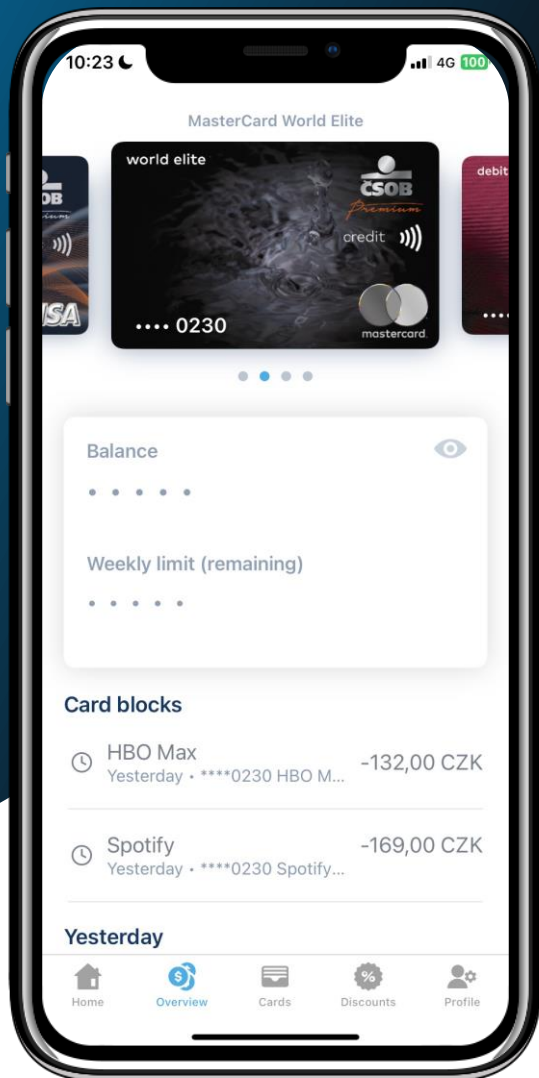 10:23
4G 100
MasterCard World Elite
OB
VISA
world elite
ČSOB
Premium
credit
•••• 0230
mastercard.
debit
••••
Balance
• • • • •
Weekly limit (remaining)
• • • • •
Card blocks
HBO Max
-132,00 CZK
Yesterday • ****0230 HBO M...
Spotify
-169,00 CZK
Yesterday • ****0230 Spotify...
Yesterday
Home
Overview
Cards
Discounts
Profile